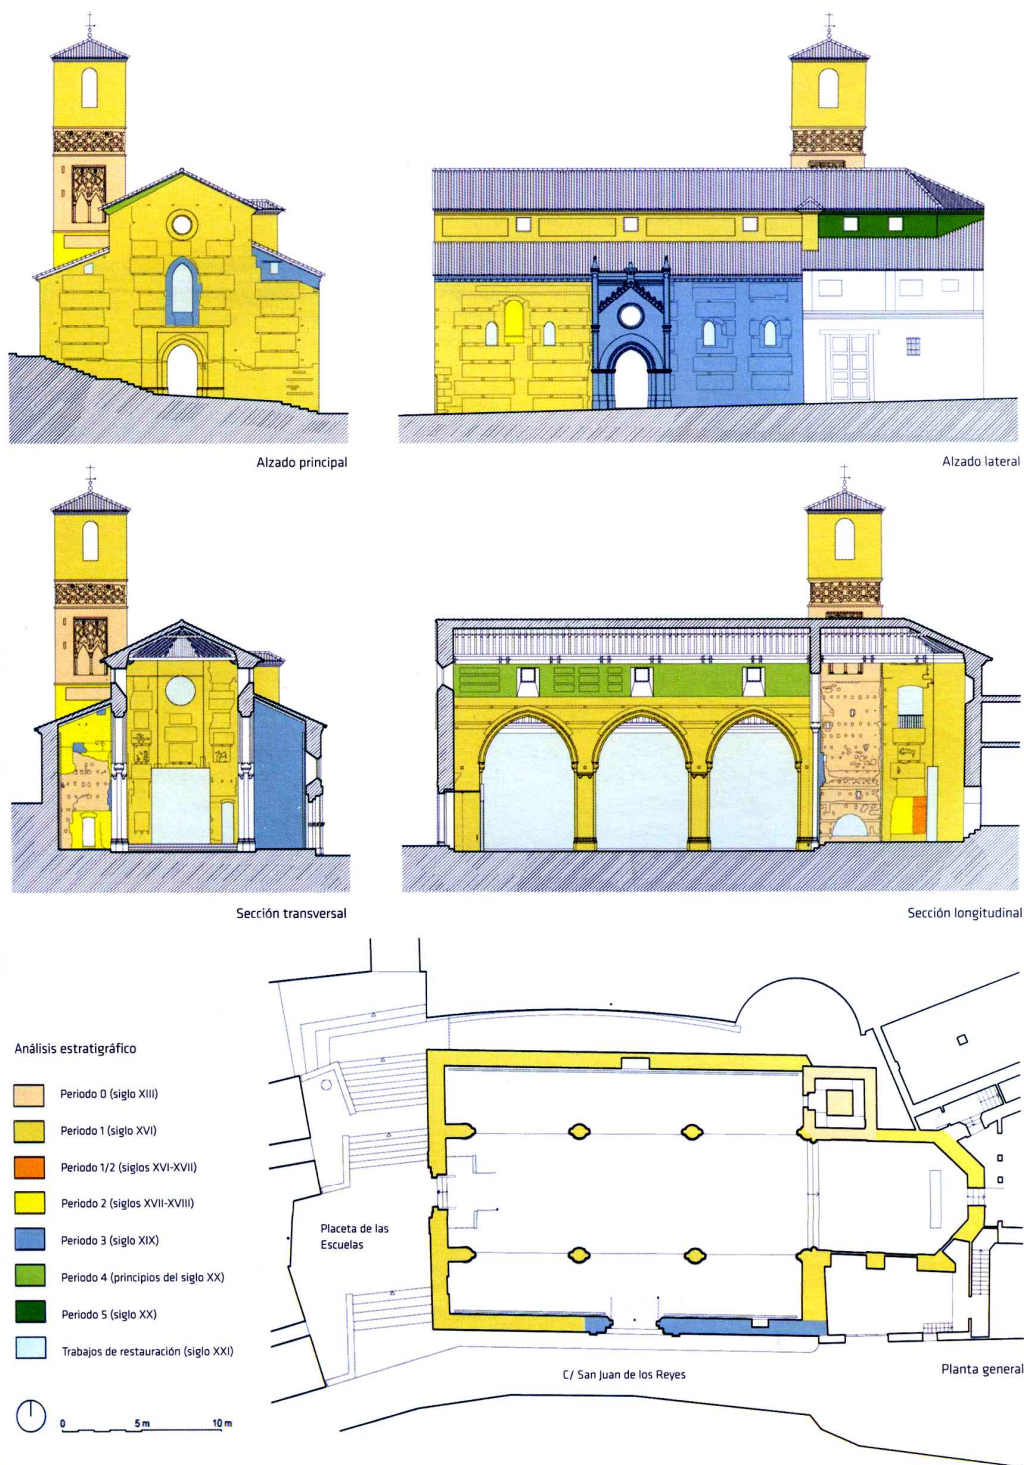 Alzado principal
Alzado lateral
Sección transversal
Sección longitudinal
Análisis estratigráfico
Periodo 0 (siglo XIII)
Periodo 1 (siglo XVI)
Periodo 1/2 (siglos XVI-XVII)
Periodo 2 (siglos XVII-XVIII)
Periodo 3 (siglo XIX)
Periodo 4 (principios del siglo XX)
Periodo 5 (siglo XX)
Trabajos de restauración (siglo XXI)
0 5 m 10 m
Placeta de las
Escuelas
C/ San Juan de los Reyes
Planta general